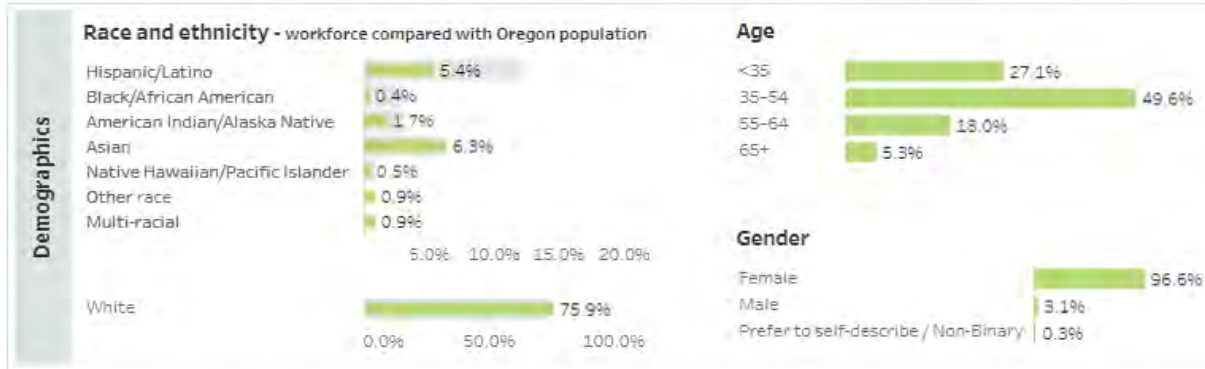 Demographics
Race and ethnicity - workforce compared with Oregon population
Hispanic/Latino 5.4%
Black/African American 0.4%
American Indian/Alaska Native 1.7%
Asian 6.3%
Native Hawaiian/Pacific Islander 0.5%
Other race 0.9%
Multi-racial 0.9%
5.0% 10.0% 15.0% 20.0%
White 75.9%
0.0% 50.0% 100.0%
Age
<35 27.1%
35-54 49.6%
55-64 18.0%
65+ 5.3%
Gender
Female 96.6%
Male 3.1%
Prefer to self-describe / Non-Binary 0.3%